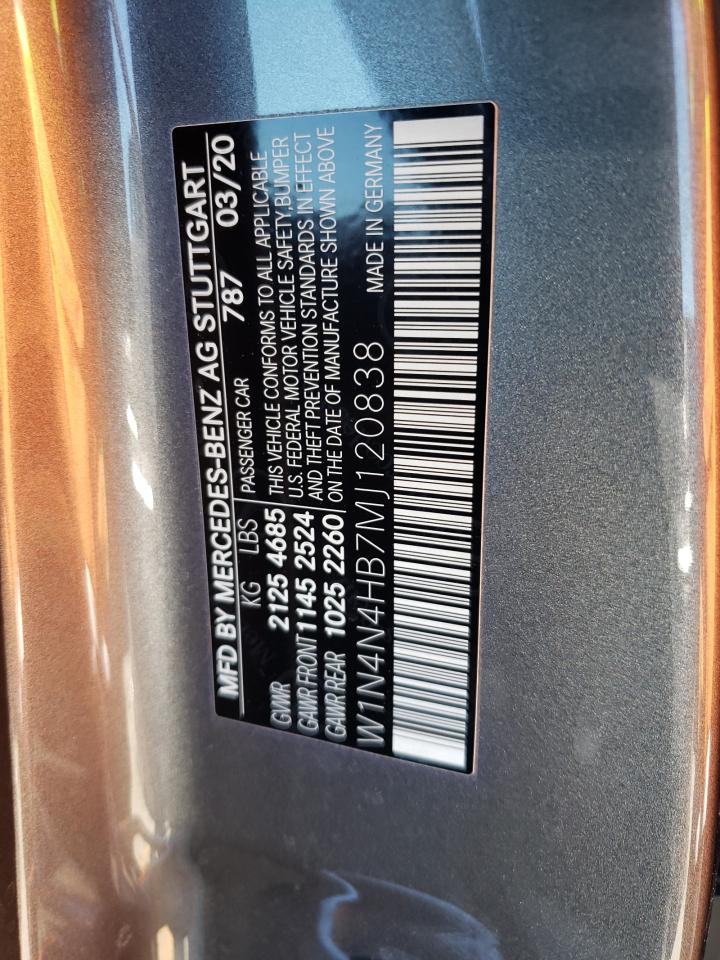 MFD BY MERCEDES-BENZ AG STUTTGART
KG LBS 787 03/20
GVWR 2125 4685 PASSENGER CAR
GAWR FRONT 1145 2524
GAWR REAR 1025 2260
THIS VEHICLE CONFORMS TO ALL APPLICABLE
U.S. FEDERAL MOTOR VEHICLE SAFETY,BUMPER
AND THEFT PREVENTION STANDARDS IN EFFECT
ON THE DATE OF MANUFACTURE SHOWN ABOVE
W1N4N4HB7MJ120838 MADE IN GERMANY